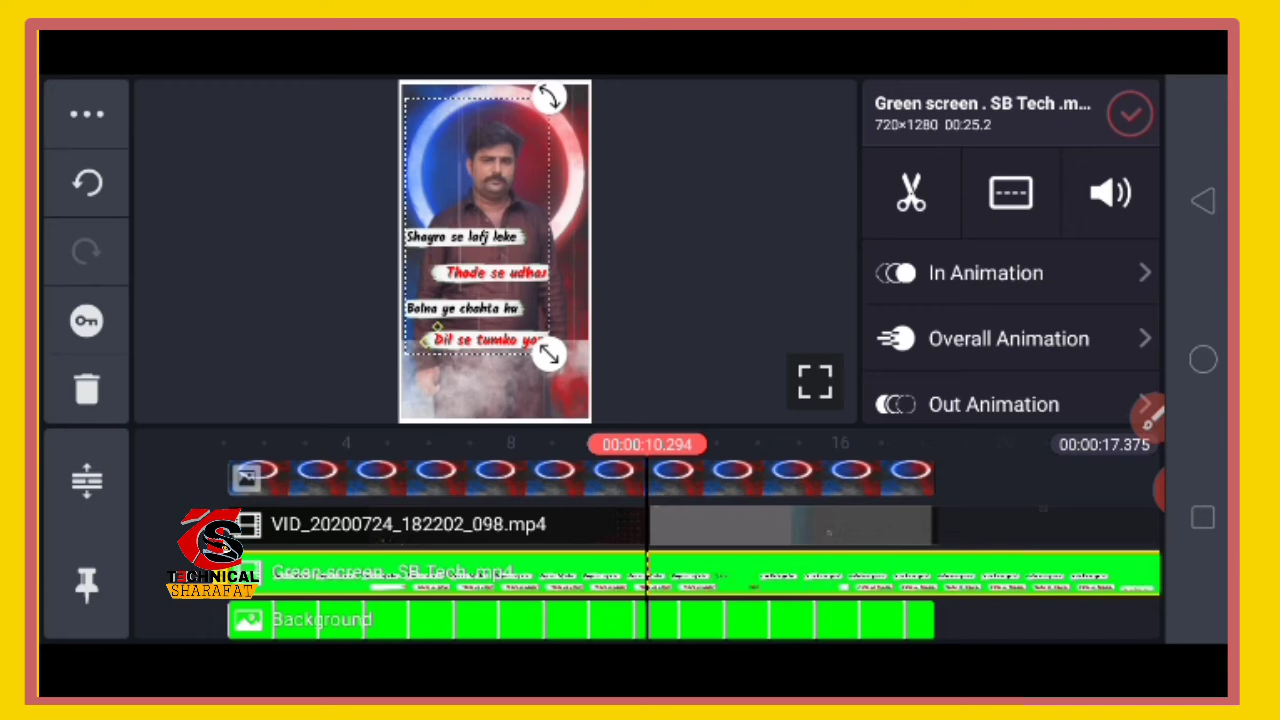 Green screen . SB Tech .m...
720×1280 00:25.2
In Animation
Overall Animation
Out Animation
Shayro se lafj leke
Thode se udhas
Bolna ye chahta hu
Dil se tumko yar
4
8
00:00:10.294
16
00:00:17.375
VID_20200724_182202_098.mp4
Green screen . SB Tech .mp4
Background
TECHNICAL
SHARAFAT